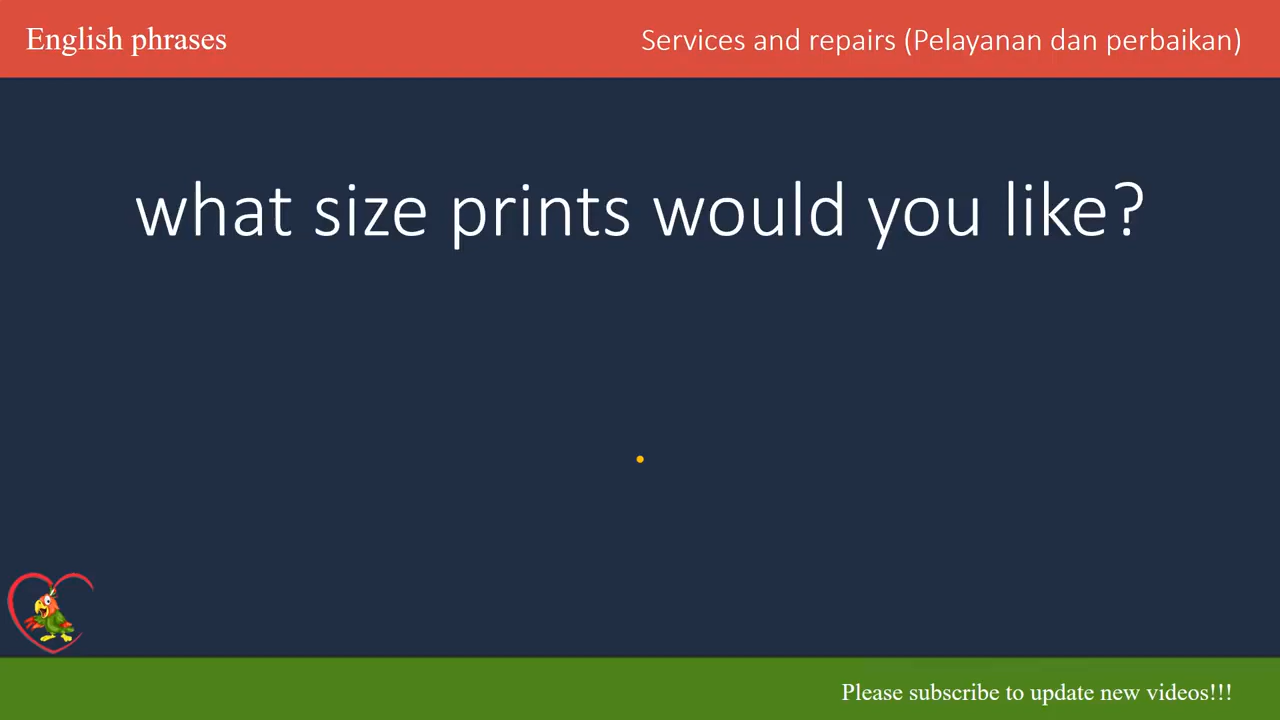 English phrases
Services and repairs (Pelayanan dan perbaikan)
what size prints would you like?
Please subscribe to update new videos!!!